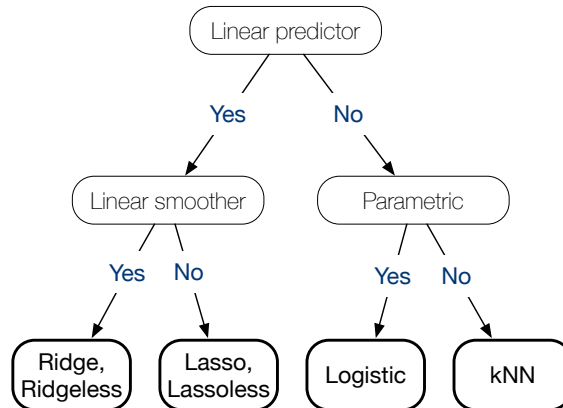 Linear predictor
Yes
No
Linear smoother
Parametric
Yes
No
Yes
No
Ridge,
Ridgeless
Lasso,
Lassoless
Logistic
kNN